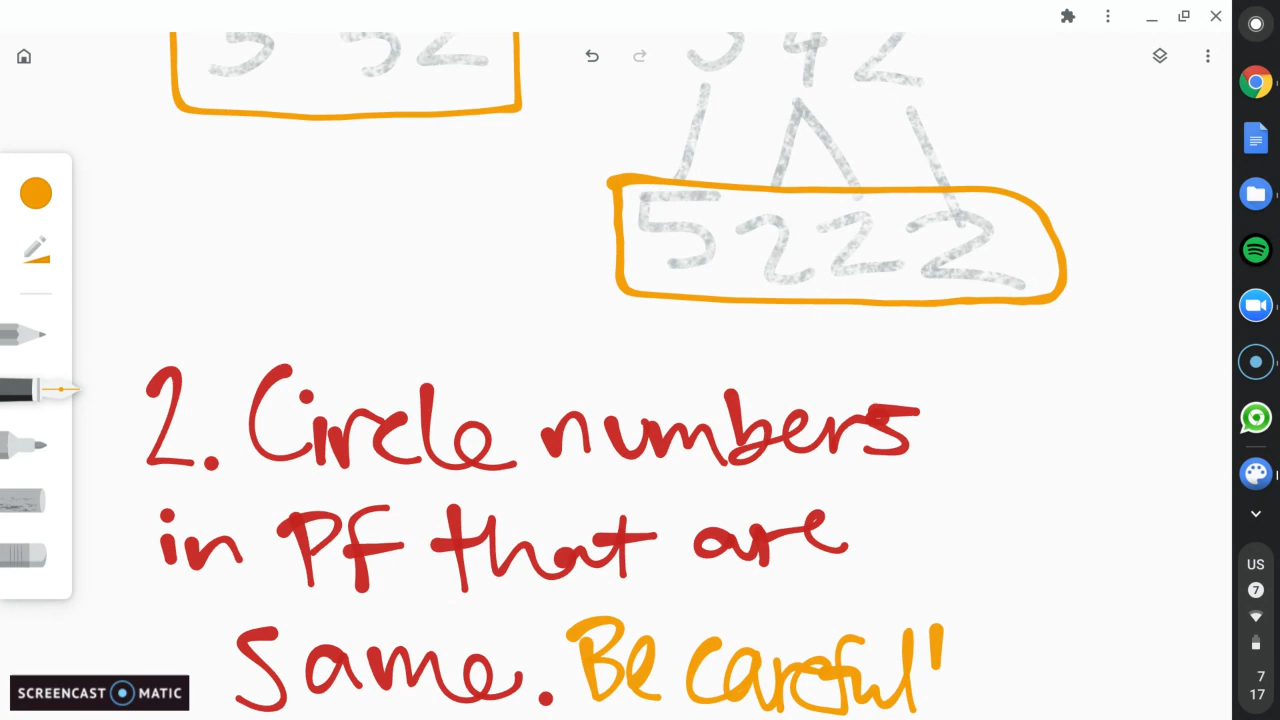 5 32
5 4 2
5 2 2 2
2. Circle numbers
in PF that are
same. Be careful!
SCREENCAST MATIC
US
7
7
17